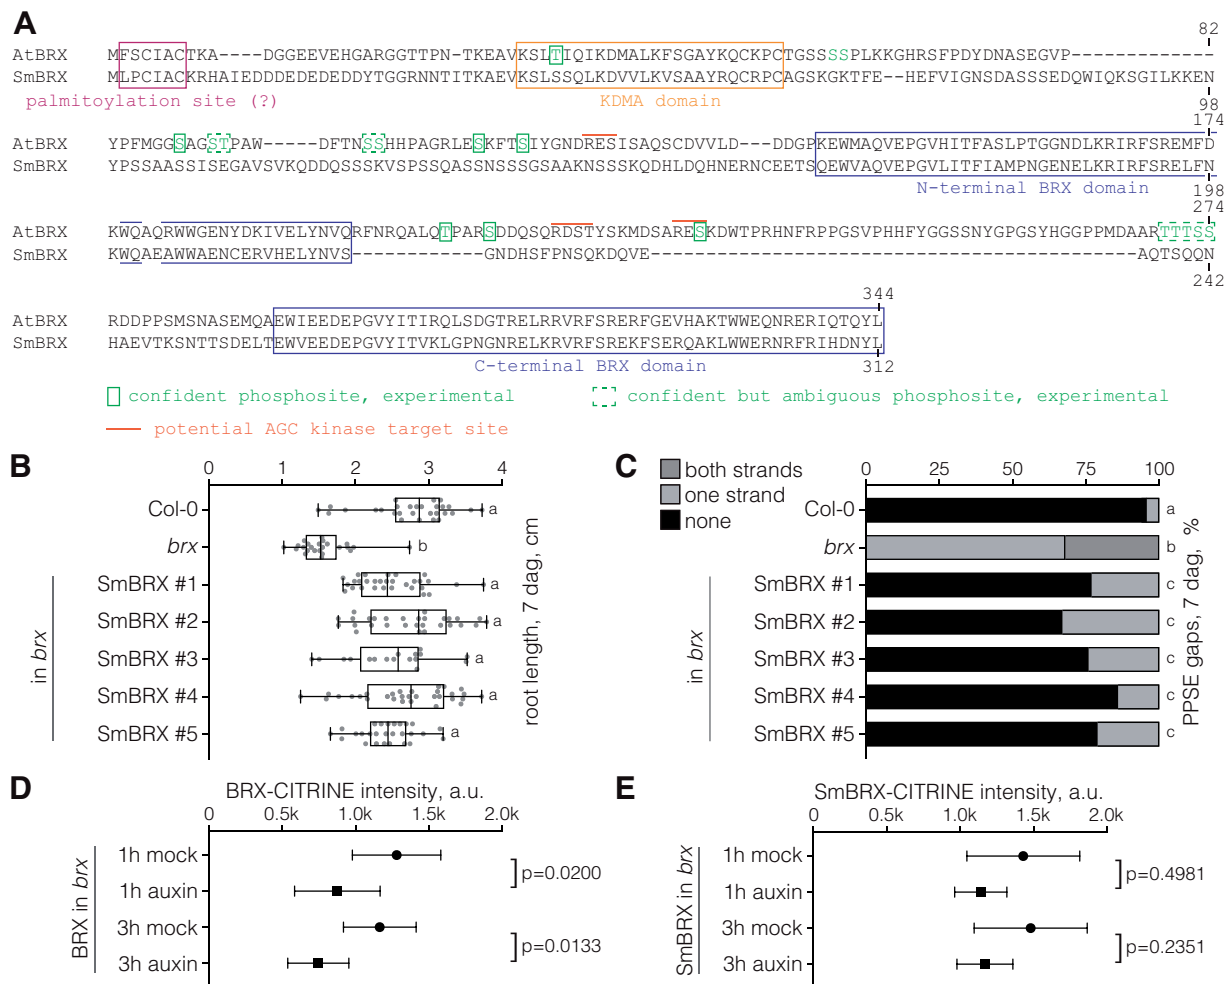 A
82
AtBRX MFSCIACTKA----DGGEEVEHGARGGTTPN-TKEAVKSLTIQIKDMALKFSGAYKQCKPCTGSSSSPLKKGHRSFPDYDNASEGVP----------
SmBRX MLPCIACKRHAIEDDDEDEDEDDYTGGRNNTITKAEVKSLSSQLKDVVLKVSAAYRQCRPCAGSKGKTFE--HEFVIGNSDASSSEDQWIQKSGILKKEN
palmitoylation site (?)
KDMA domain
98
174
AtBRX YPFMGGSAGSTPAW-----DFTNSSHHPAGRLESKFTSIYGNDRESISAQSCDVVLD--DDGPKEWMAQVEPGVHITFASLPTGGNDLKRIRFSREMFD
SmBRX YPSSAASSISEGAVSVKQDDQSSSKVSPSSQASSNSSSGSAAKNSSSKQDHLDQHNERNCEETSQEWVAQVEPGVLITFIAMPNGENELKRIRFSRELFN
N-terminal BRX domain
198
274
AtBRX KWQAQRWWGENYDKIVELYNVQRFNRQALQTPARSDDQSQRDSTYSKMDSARESKDWTPRHNFRPPGSVPHHFYGGSSNYGPGSYHGGPPMDAARTTTSS
SmBRX KWQAEAWWAENCERVHELYNVS------------GNDHSFPNSQKDQVE--------------------------------------------AQTSQQN
242
344
AtBRX RDDPPSMSNASEMQAEWIEEDEPGVYITIRQLSDGTRELRRVRFSRERFGEVHAKTWWEQNRERIQTQYL
SmBRX HAEVTKSNTTSDELTEWVEEDEPGVYITVKLGPNGNRELKRVRFSREKFSERQAKLWWERNRFRIHDNYL
C-terminal BRX domain
312
confident phosphosite, experimental
confident but ambiguous phosphosite, experimental
potential AGC kinase target site
B
0 1 2 3 4
Col-0 a
brx b
SmBRX #1 a
SmBRX #2 a
SmBRX #3 a
SmBRX #4 a
SmBRX #5 a
in brx
root length, 7 dag, cm
C
both strands
one strand
none
0 25 50 75 100
Col-0 a
brx b
SmBRX #1 c
SmBRX #2 c
SmBRX #3 c
SmBRX #4 c
SmBRX #5 c
in brx
PPSE gaps, 7 dag, %
D
BRX-CITRINE intensity, a.u.
0 0.5k 1.0k 1.5k 2.0k
1h mock
1h auxin
p=0.0200
3h mock
3h auxin
p=0.0133
BRX in brx
E
SmBRX-CITRINE intensity, a.u.
0 0.5k 1.0k 1.5k 2.0k
1h mock
1h auxin
p=0.4981
3h mock
3h auxin
p=0.2351
SmBRX in brx